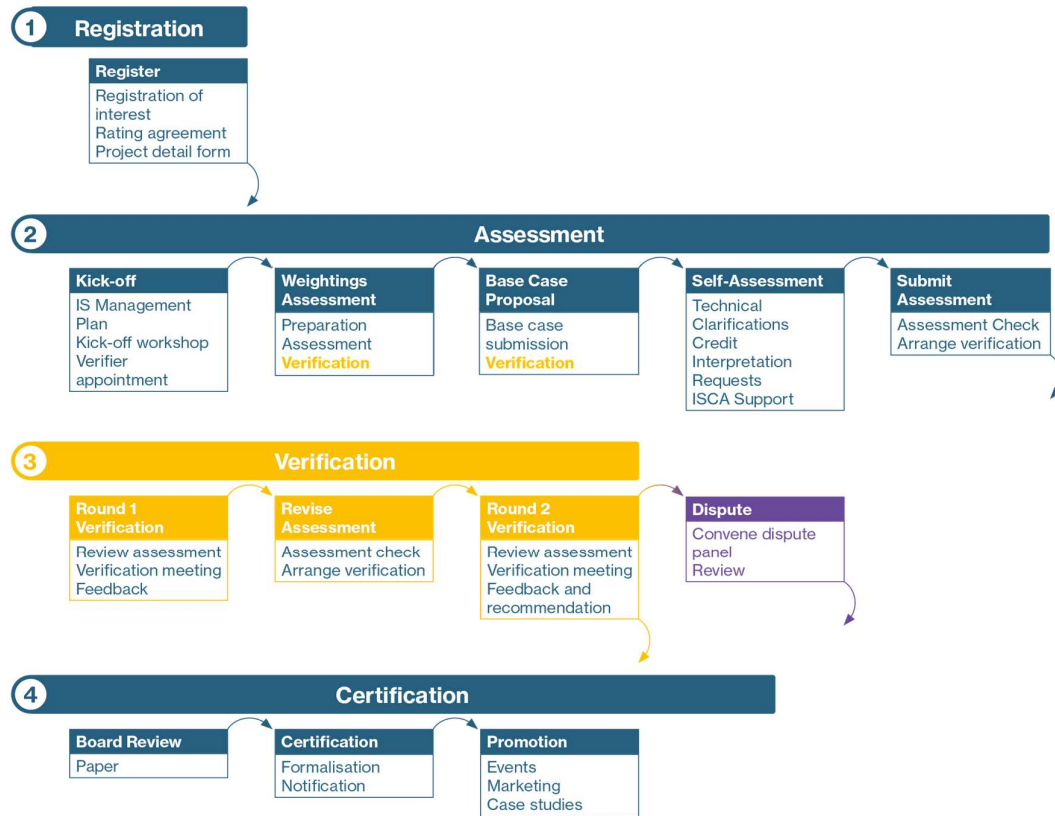 1 Registration
Register
Registration of
interest
Rating agreement
Project detail form
2 Assessment
Kick-off
IS Management
Plan
Kick-off workshop
Verifier
appointment
Weightings
Assessment
Preparation
Assessment
Verification
Base Case
Proposal
Base case
submission
Verification
Self-Assessment
Technical
Clarifications
Credit
Interpretation
Requests
ISCA Support
Submit
Assessment
Assessment Check
Arrange verification
3 Verification
Round 1
Verification
Review assessment
Verification meeting
Feedback
Revise
Assessment
Assessment check
Arrange verification
Round 2
Verification
Review assessment
Verification meeting
Feedback and
recommendation
Dispute
Convene dispute
panel
Review
4 Certification
Board Review
Paper
Certification
Formalisation
Notification
Promotion
Events
Marketing
Case studies